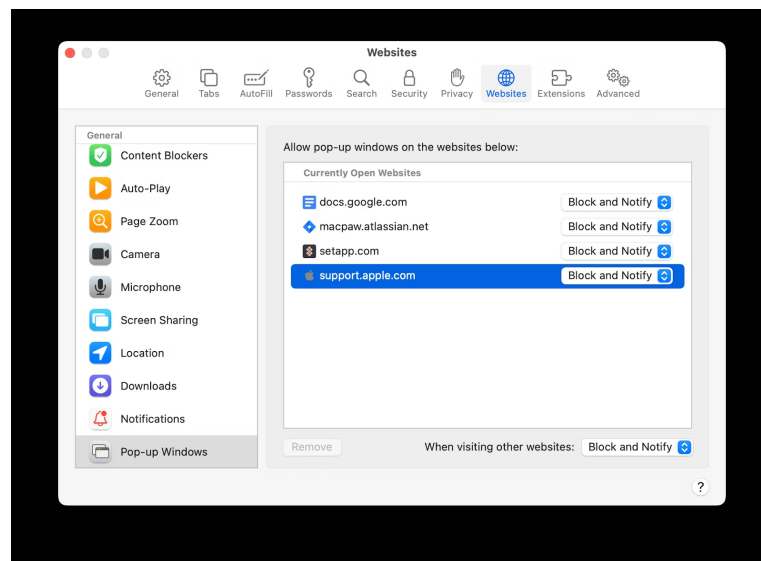 Websites
General
Tabs
AutoFill
Passwords
Search
Security
Privacy
Websites
Extensions
Advanced
General
Content Blockers
Auto-Play
Page Zoom
Camera
Microphone
Screen Sharing
Location
Downloads
Notifications
Pop-up Windows
Allow pop-up windows on the websites below:
Currently Open Websites
docs.google.com Block and Notify
macpaw.atlassian.net Block and Notify
setapp.com Block and Notify
support.apple.com Block and Notify
Remove
When visiting other websites: Block and Notify
?